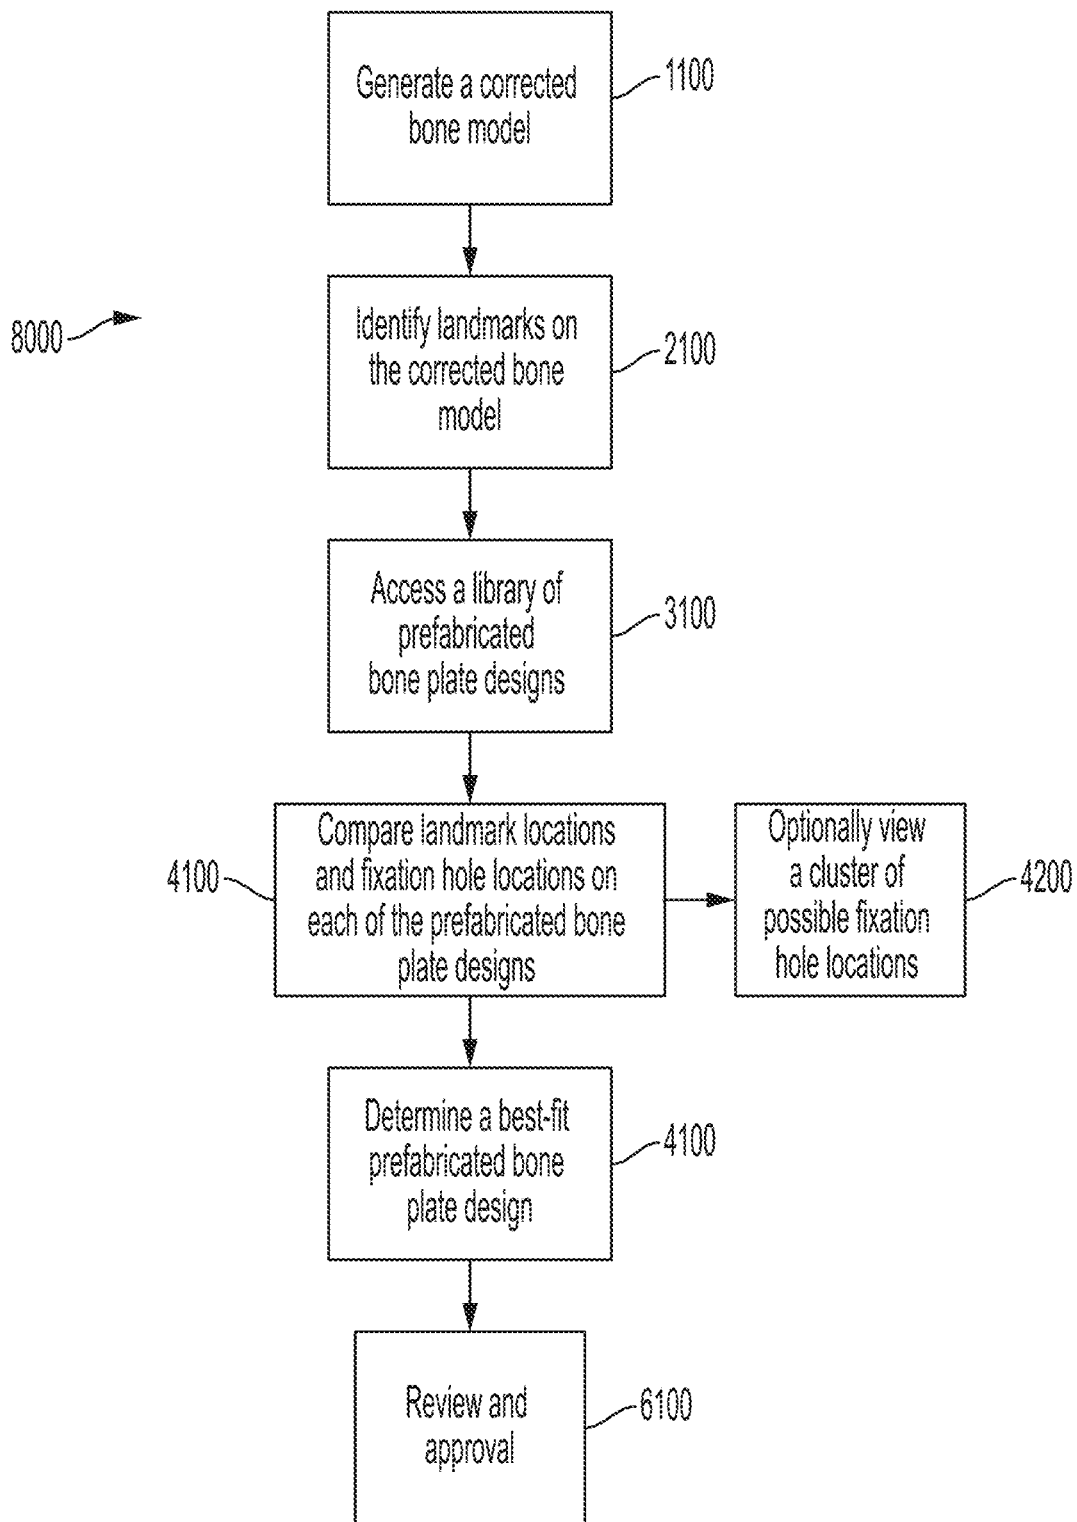 Generate a corrected
bone model
1100
8000
Identify landmarks on
the corrected bone
model
2100
Access a library of
prefabricated
bone plate designs
3100
4100
Compare landmark locations
and fixation hole locations on
each of the prefabricated bone
plate designs
Optionally view
a cluster of
possible fixation
hole locations
4200
Determine a best-fit
prefabricated bone
plate design
4100
Review and
approval
6100